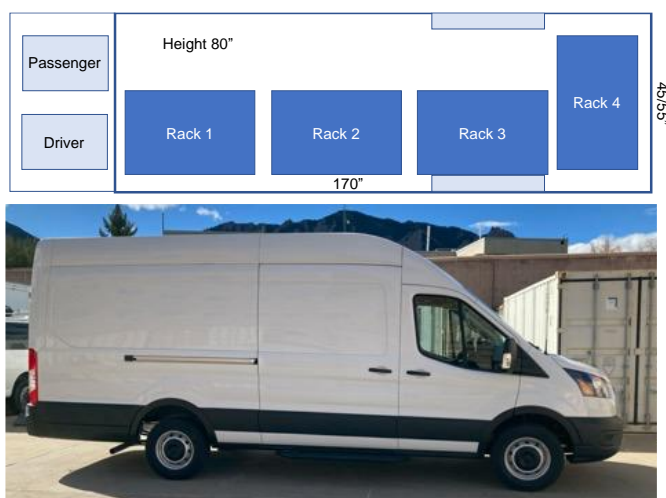 Height 80”
Passenger
Driver
Rack 1
Rack 2
Rack 3
Rack 4
45/55”
170”